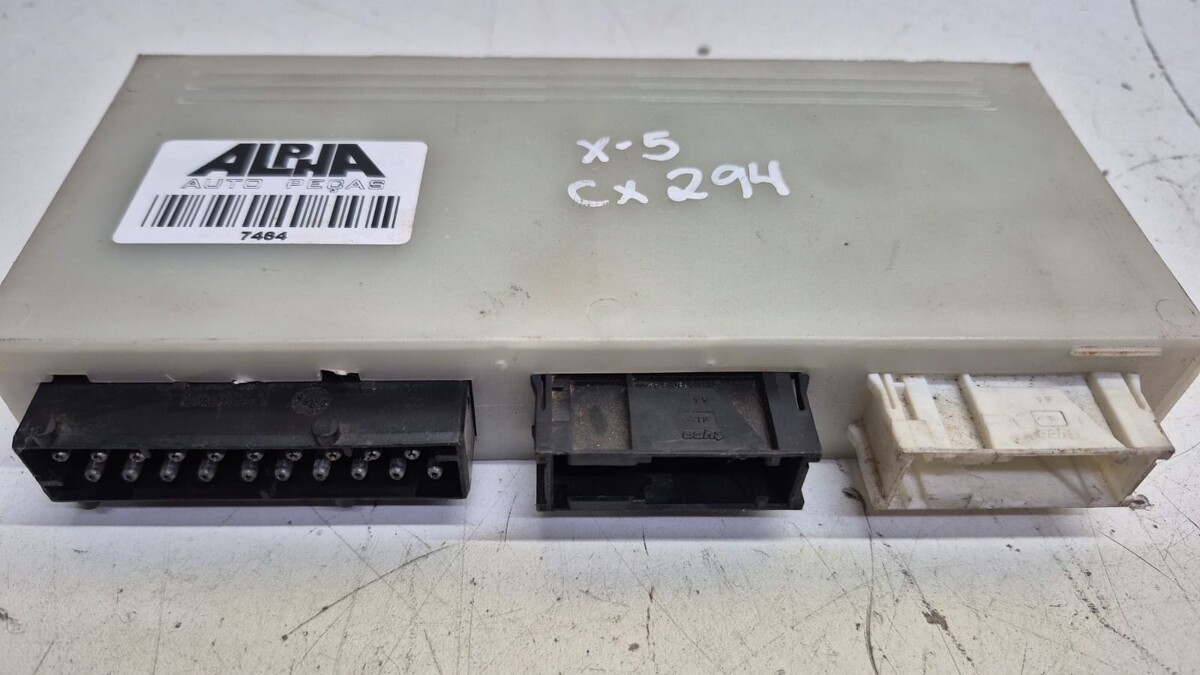 ALPHA
AUTO PEÇAS
7464
X-5
CX 294